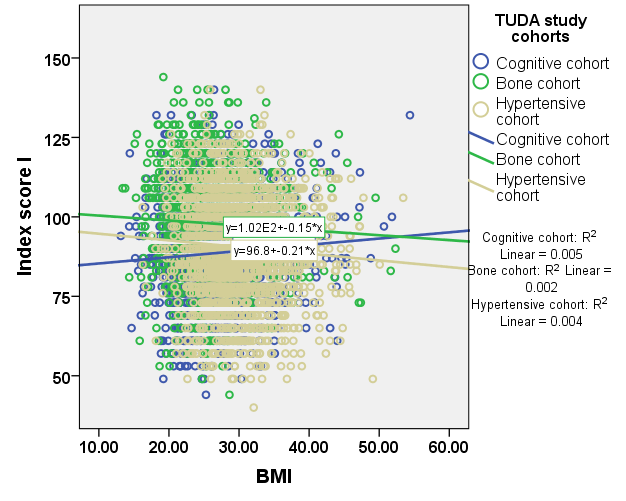 TUDA study
cohorts
Cognitive cohort
Bone cohort
Hypertensive
cohort
Cognitive cohort
Bone cohort
Hypertensive
cohort
Cognitive cohort: R2
Linear = 0.005
Bone cohort: R2 Linear =
0.002
Hypertensive cohort: R2
Linear = 0.004
Index score I
150
125
100
75
50
y=1.02E2+-0.15*x
y=96.8+-0.21*x
10.00 20.00 30.00 40.00 50.00 60.00
BMI